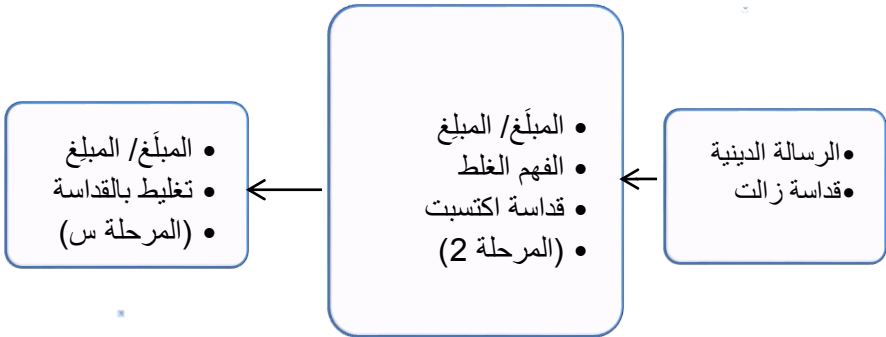 •الرسالة الدينية
•قداسة زالت
• المبلَغ/ المبلِغ
• الفهم الغلط
• قداسة اكتسبت
• (المرحلة 2)
• المبلَغ/ المبلِغ
• تغليط بالقداسة
• (المرحلة س)